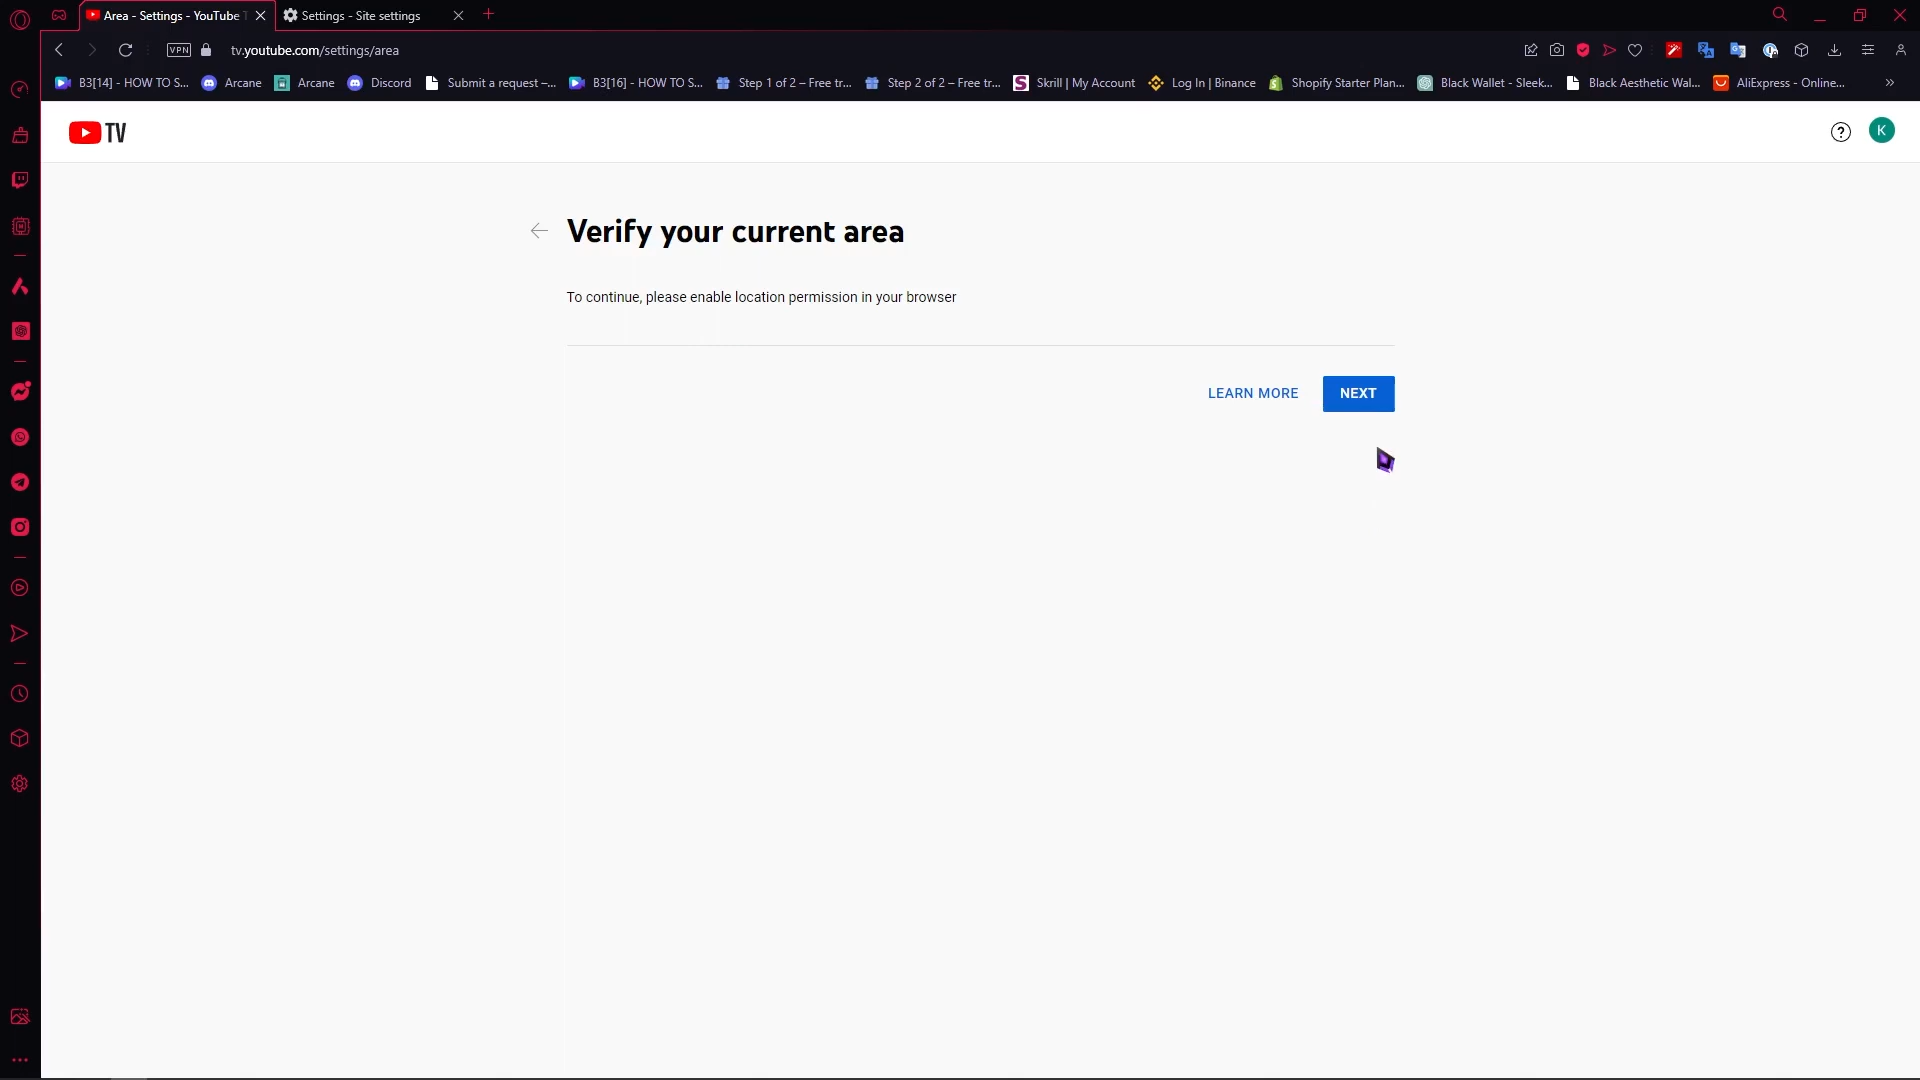 Area - Settings - YouTube T
Settings - Site settings
VPN
tv.youtube.com/settings/area
B3[14] - HOW TO S...
Arcane
Arcane
Discord
Submit a request –...
B3[16] - HOW TO S...
Step 1 of 2 – Free tr...
Step 2 of 2 – Free tr...
Skrill | My Account
Log In | Binance
Shopify Starter Plan...
Black Wallet - Sleek...
Black Aesthetic Wal...
AliExpress - Online...
TV
K
Verify your current area
To continue, please enable location permission in your browser
LEARN MORE
NEXT